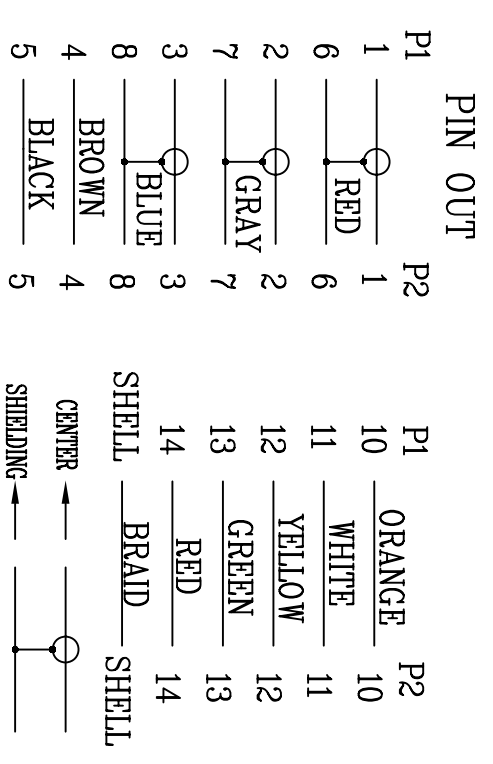 PIN OUT
P1 P2
1 1
RED
6 6
2 2
GRAY
7 7
3 3
BLUE
8 8
4 BROWN 4
5 BLACK 5
P1 P2
10 ORANGE 10
11 WHITE 11
12 YELLOW 12
13 GREEN 13
14 RED 14
SHELL BRAID SHELL
CENTER
SHIELDING